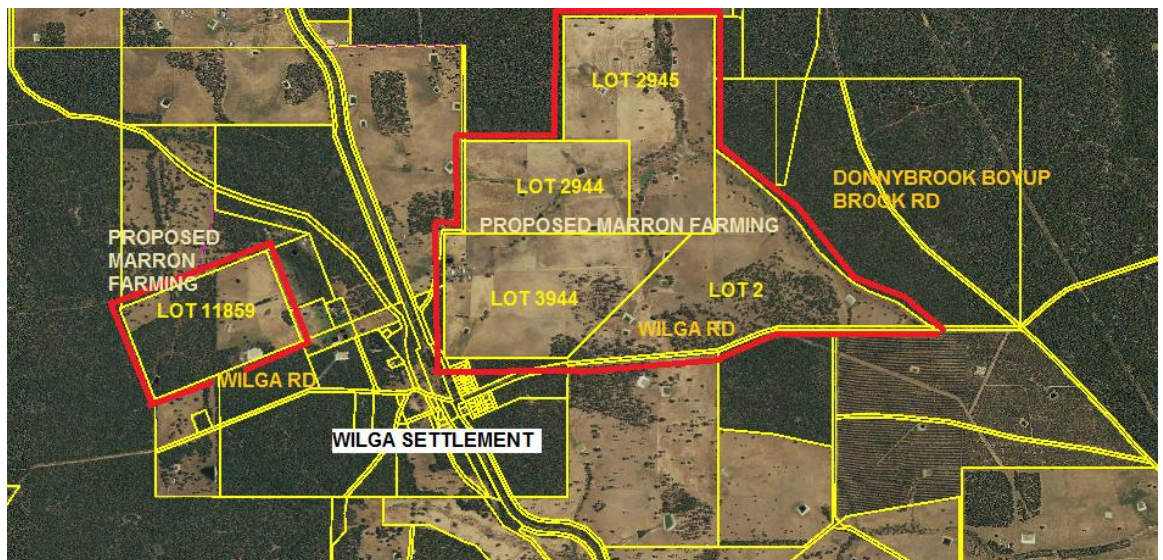 LOT 2945
LOT 2944
DONNYBROOK BOYUP
BROOK RD
PROPOSED MARRON FARMING
PROPOSED
MARRON
FARMING
LOT 11859
LOT 3944
LOT 2
WILGA RD
WILGA RD
WILGA SETTLEMENT